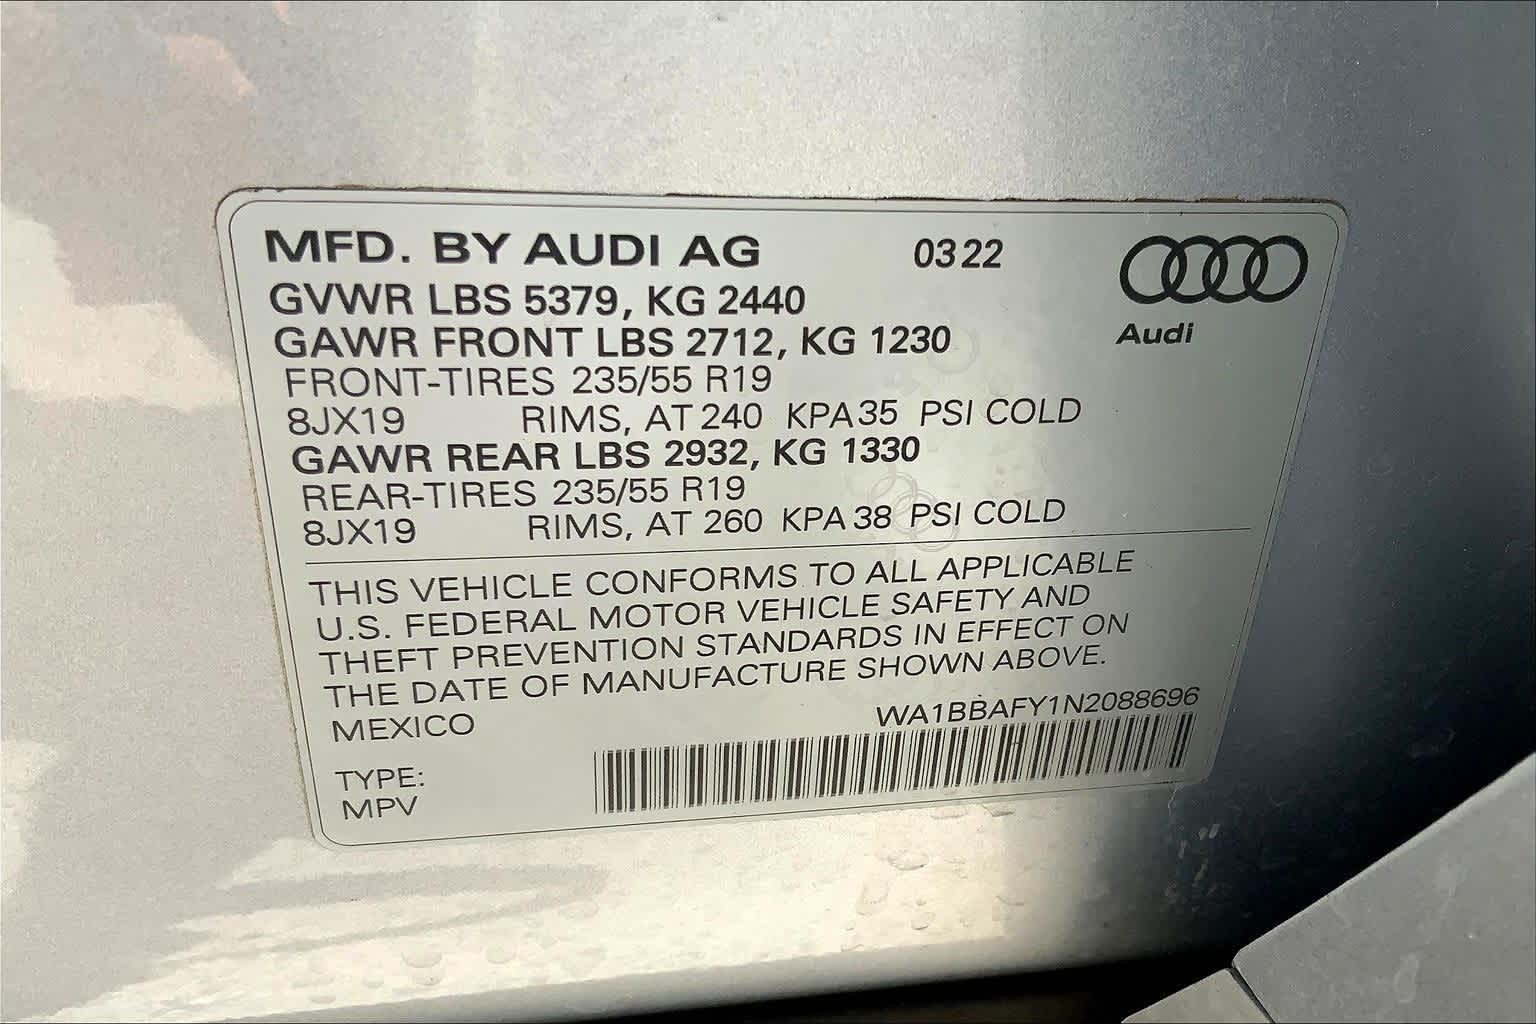 MFD. BY AUDI AG 03 22
GVWR LBS 5379, KG 2440
GAWR FRONT LBS 2712, KG 1230
Audi
FRONT-TIRES 235/55 R19
8JX19 RIMS, AT 240 KPA 35 PSI COLD
GAWR REAR LBS 2932, KG 1330
REAR-TIRES 235/55 R19
8JX19 RIMS, AT 260 KPA 38 PSI COLD
THIS VEHICLE CONFORMS TO ALL APPLICABLE
U.S. FEDERAL MOTOR VEHICLE SAFETY AND
THEFT PREVENTION STANDARDS IN EFFECT ON
THE DATE OF MANUFACTURE SHOWN ABOVE.
MEXICO WA1BBAFY1N2088696
TYPE:
MPV